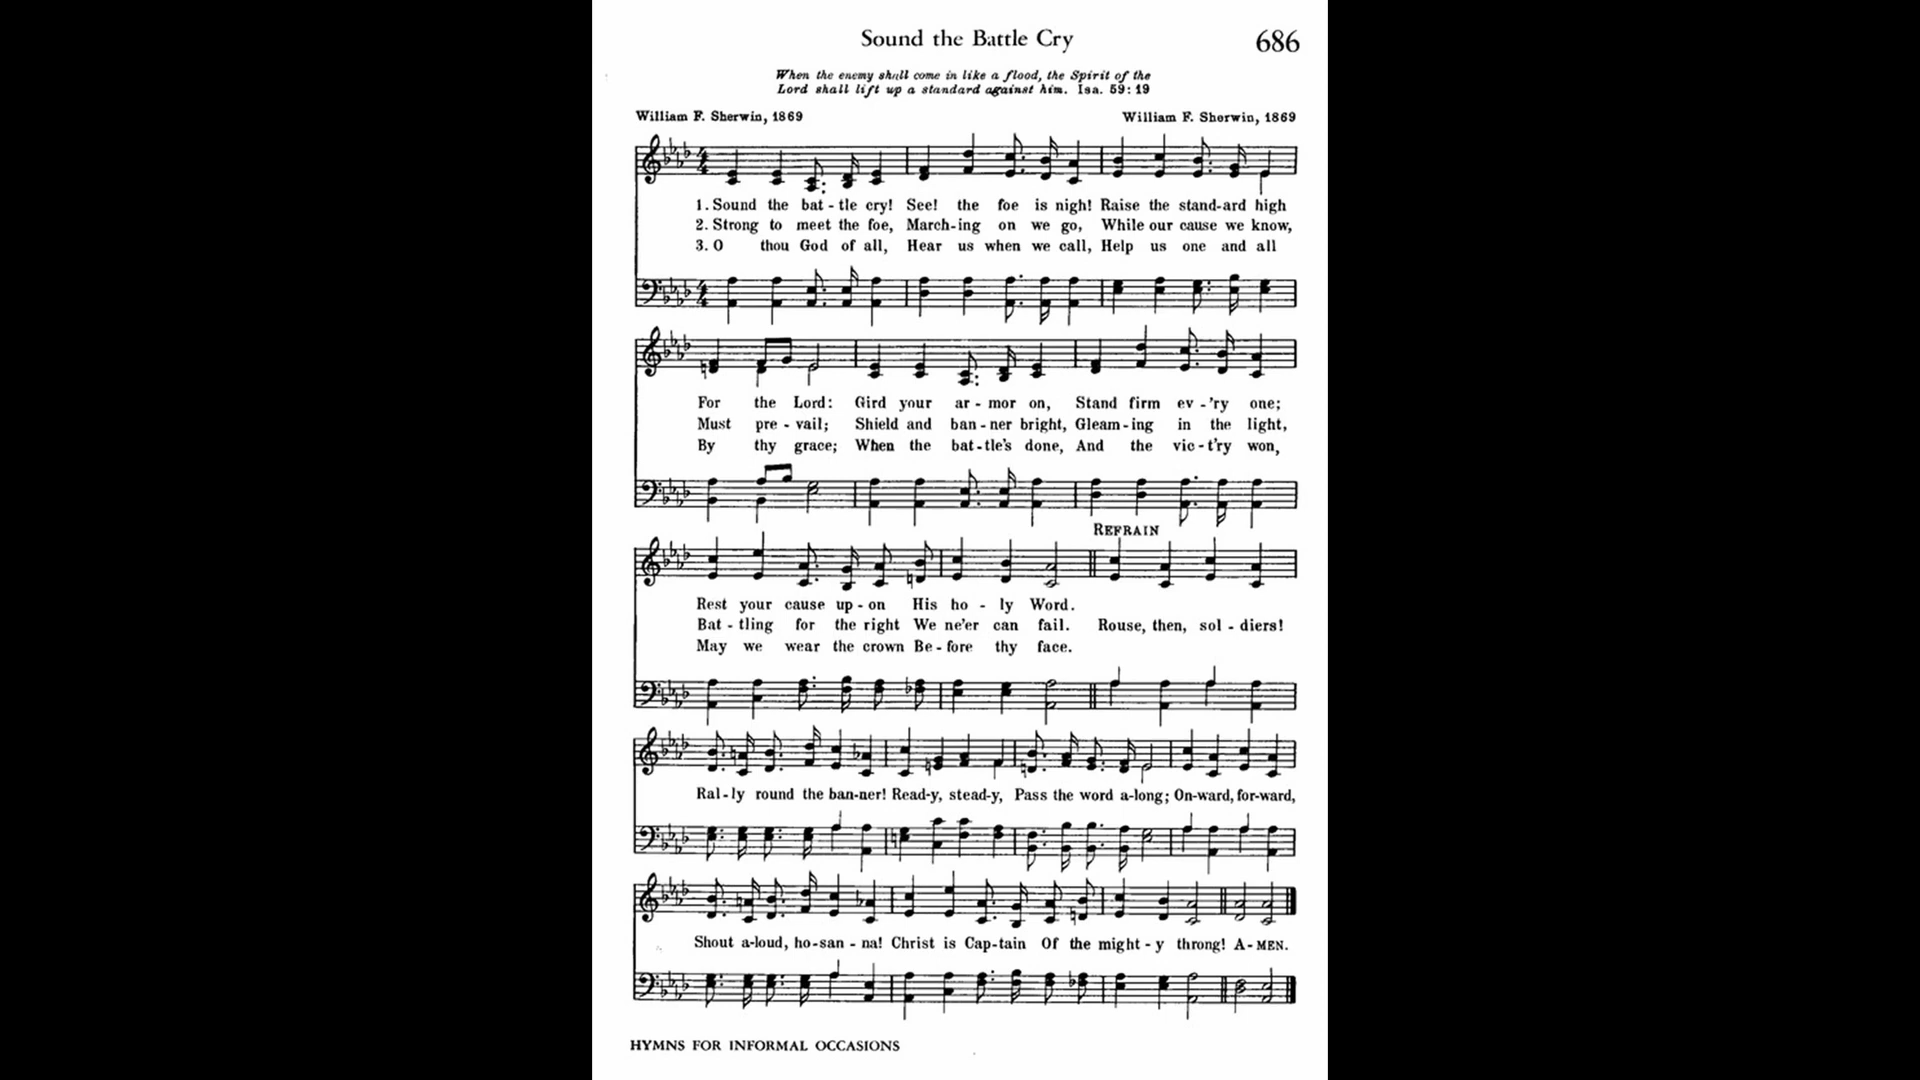 Sound the Battle Cry
686
When the enemy shall come in like a flood, the Spirit of the
Lord shall lift up a standard against him. Isa. 59:19
William F. Sherwin, 1869
William F. Sherwin, 1869
1. Sound the bat - tle cry! See! the foe is nigh! Raise the stand-ard high
2. Strong to meet the foe, March-ing on we go, While our cause we know,
3. O thou God of all, Hear us when we call, Help us one and all
For the Lord: Gird your ar - mor on, Stand firm ev - 'ry one;
Must pre - vail; Shield and ban - ner bright, Gleam-ing in the light,
By thy grace; When the bat-tle's done, And the vic-t'ry won,
REFRAIN
Rest your cause up - on His ho - ly Word.
Bat - tling for the right We ne'er can fail. Rouse, then, sol - diers!
May we wear the crown Be - fore thy face.
Ral - ly round the ban-ner! Read-y, stead-y, Pass the word a-long; On-ward, for-ward,
Shout a-loud, ho-san - na! Christ is Cap-tain Of the might - y throng! A-MEN.
HYMNS FOR INFORMAL OCCASIONS